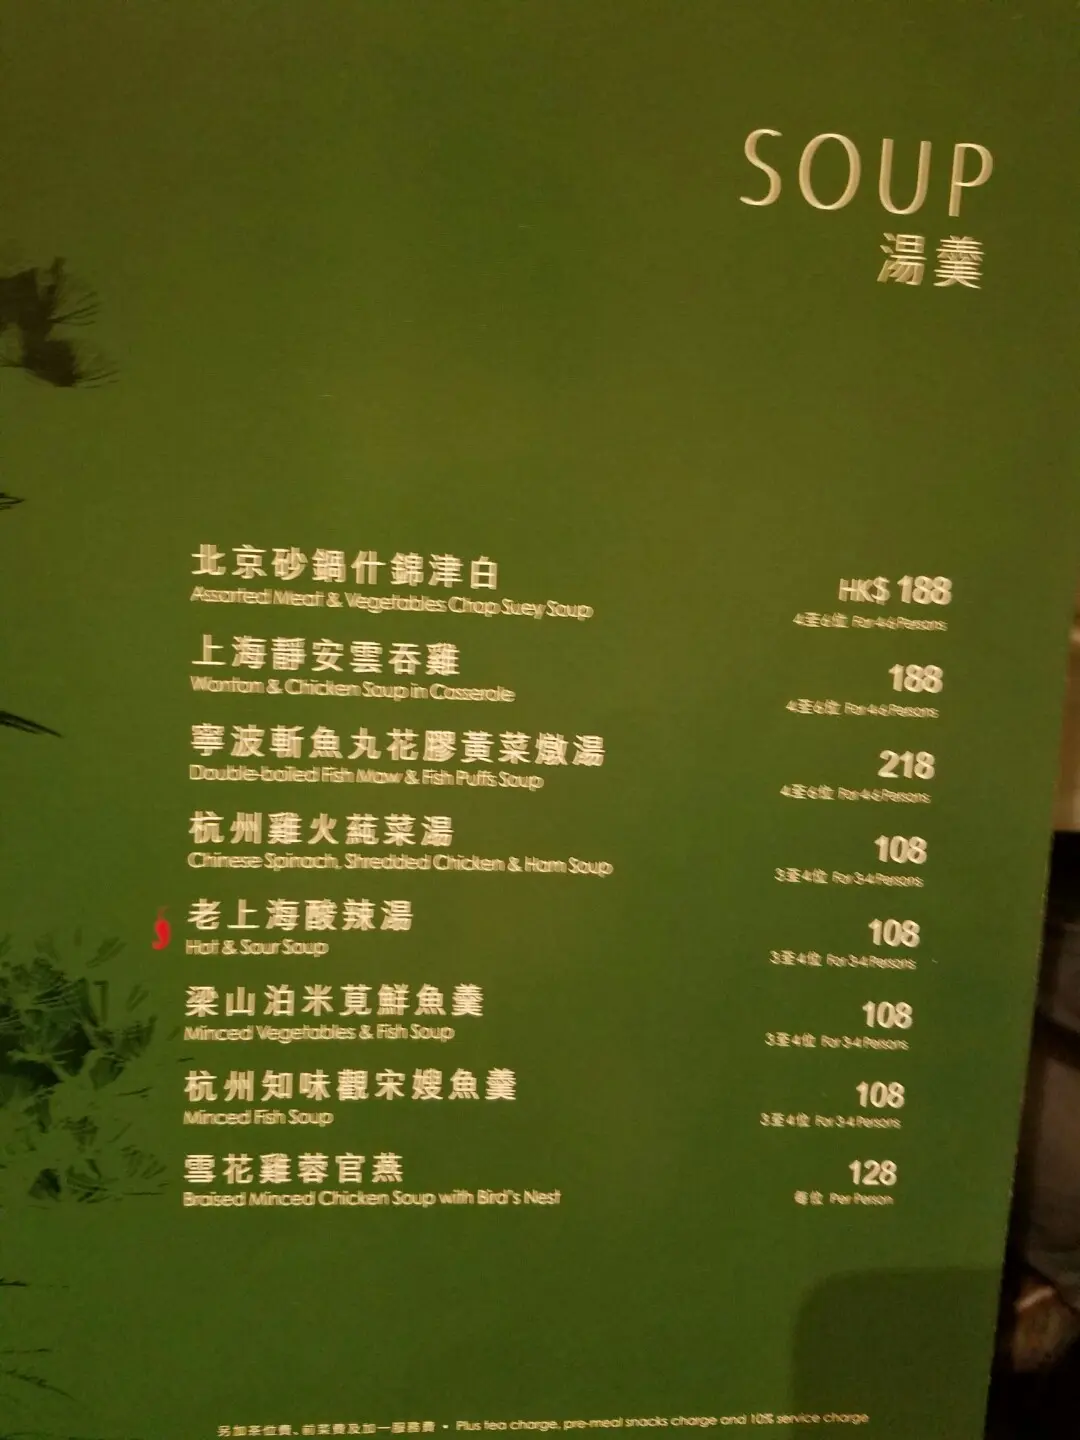 SOUP
湯羹
北京砂鍋什錦津白
Assorted Meat & Vegetables Chop Suey Soup
HK$ 188
4至6位 For 4-6 Persons
上海靜安雲吞雞
Wonton & Chicken Soup in Casserole
188
4至6位 For 4-6 Persons
寧波斬魚丸花膠黃菜燉湯
Double-boiled Fish Maw & Fish Puffs Soup
218
4至6位 For 4-6 Persons
杭州雞火蒓菜湯
Chinese Spinach, Shredded Chicken & Ham Soup
108
3至4位 For 3-4 Persons
老上海酸辣湯
Hot & Sour Soup
108
3至4位 For 3-4 Persons
梁山泊米莧鮮魚羹
Minced Vegetables & Fish Soup
108
3至4位 For 3-4 Persons
杭州知味觀宋嫂魚羹
Minced Fish Soup
108
3至4位 For 3-4 Persons
雪花雞蓉官燕
Braised Minced Chicken Soup with Bird's Nest
128
每位 Per Person
另加茶位費、前菜費及加一服務費 • Plus tea charge, pre-meal snacks charge and 10% service charge